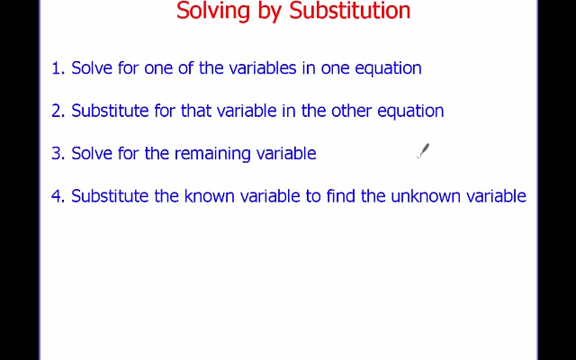 Solving by Substitution
1. Solve for one of the variables in one equation
2. Substitute for that variable in the other equation
3. Solve for the remaining variable
4. Substitute the known variable to find the unknown variable